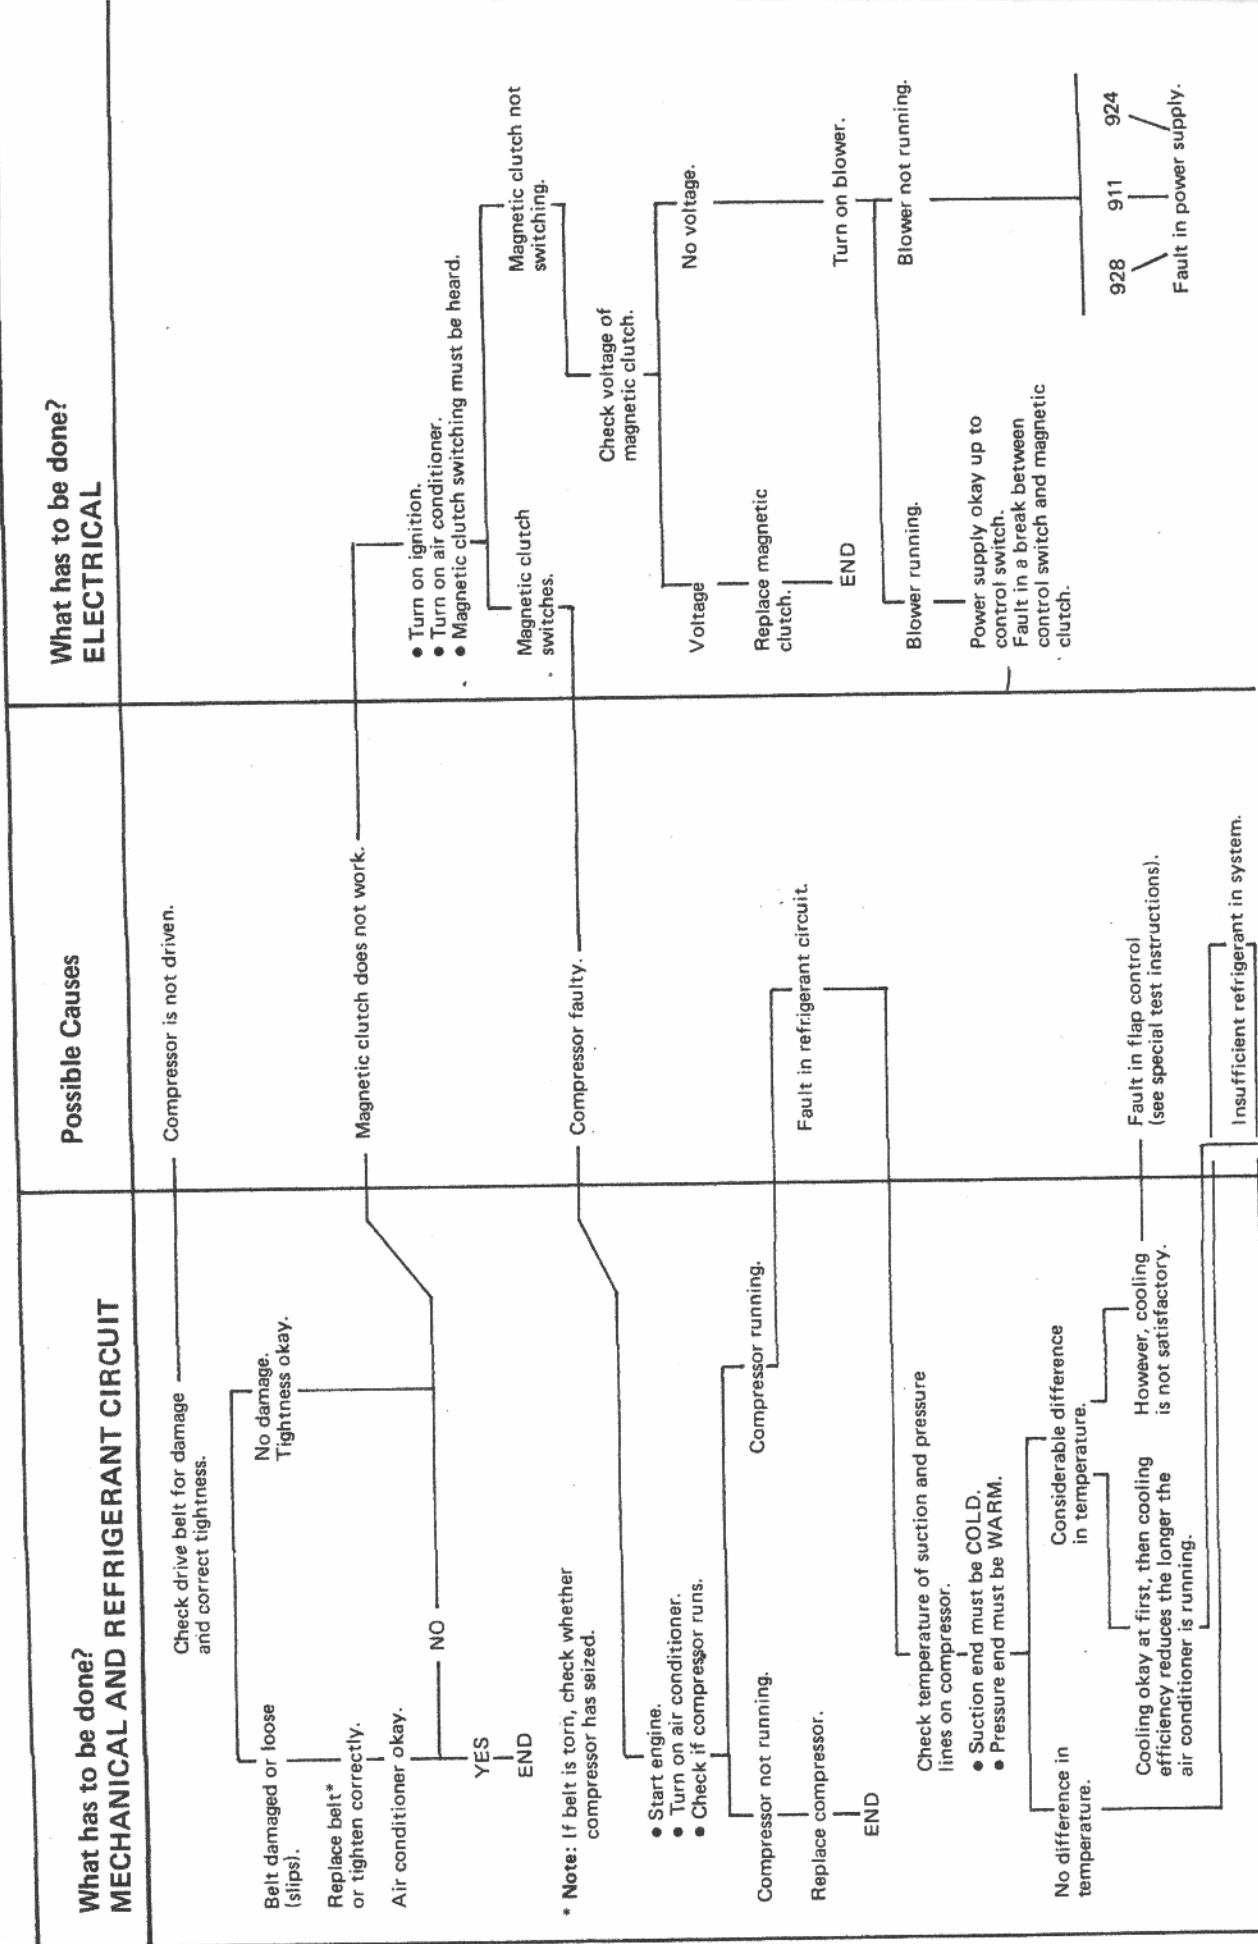 What has to be done?
MECHANICAL AND REFRIGERANT CIRCUIT
Possible Causes
What has to be done?
ELECTRICAL
Check drive belt for damage
and correct tightness.
Compressor is not driven.
Belt damaged or loose
(slips).
No damage.
Tightness okay.
Replace belt*
or tighten correctly.
Air conditioner okay.
NO
YES
END
Magnetic clutch does not work.
● Turn on ignition.
● Turn on air conditioner.
● Magnetic clutch switching must be heard.
Magnetic clutch
switches.
Magnetic clutch not
switching.
* Note: If belt is torn, check whether
compressor has seized.
Compressor faulty.
Check voltage of
magnetic clutch.
● Start engine.
● Turn on air conditioner.
● Check if compressor runs.
Voltage
No voltage.
Compressor not running.
Compressor running.
Replace magnetic
clutch.
Replace compressor.
Fault in refrigerant circuit.
END
Turn on blower.
END
Check temperature of suction and pressure
lines on compressor.
● Suction end must be COLD.
● Pressure end must be WARM.
Blower running.
Blower not running.
Power supply okay up to
control switch.
Fault in a break between
control switch and magnetic
clutch.
No difference in
temperature.
Considerable difference
in temperature.
928
911
924
Fault in power supply.
Cooling okay at first, then cooling
efficiency reduces the longer the
air conditioner is running.
However, cooling
is not satisfactory.
Fault in flap control
(see special test instructions).
Insufficient refrigerant in system.